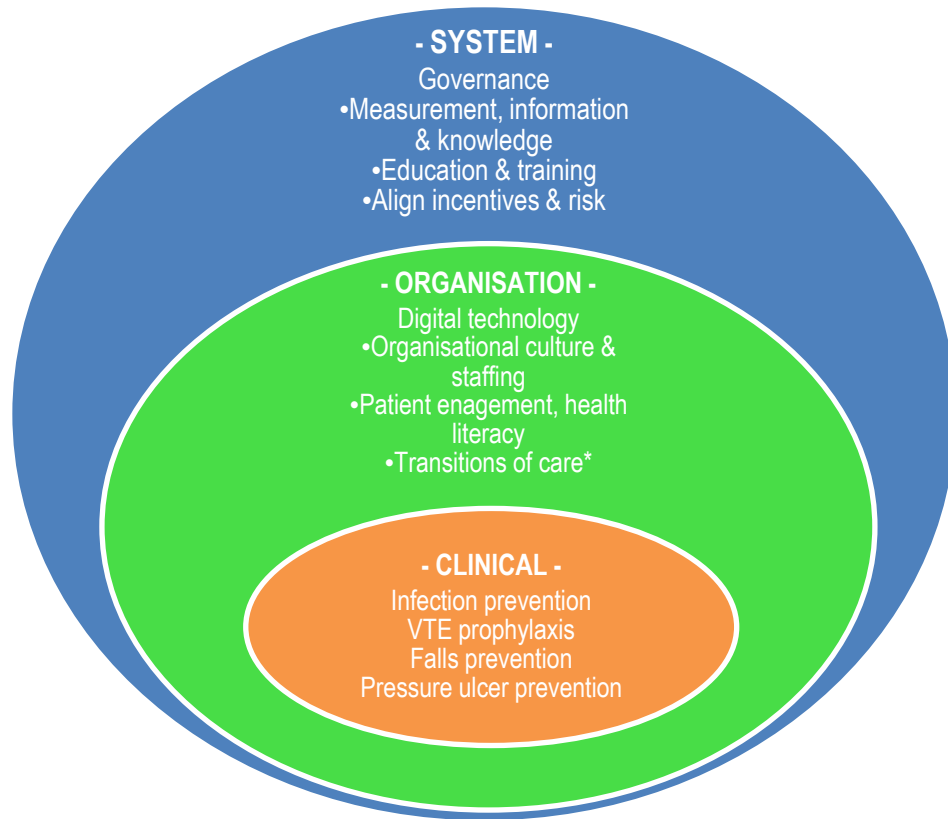 - SYSTEM -
Governance
•Measurement, information
& knowledge
•Education & training
•Align incentives & risk
- ORGANISATION -
Digital technology
•Organisational culture &
staffing
•Patient enagement, health
literacy
•Transitions of care*
- CLINICAL -
Infection prevention
VTE prophylaxis
Falls prevention
Pressure ulcer prevention